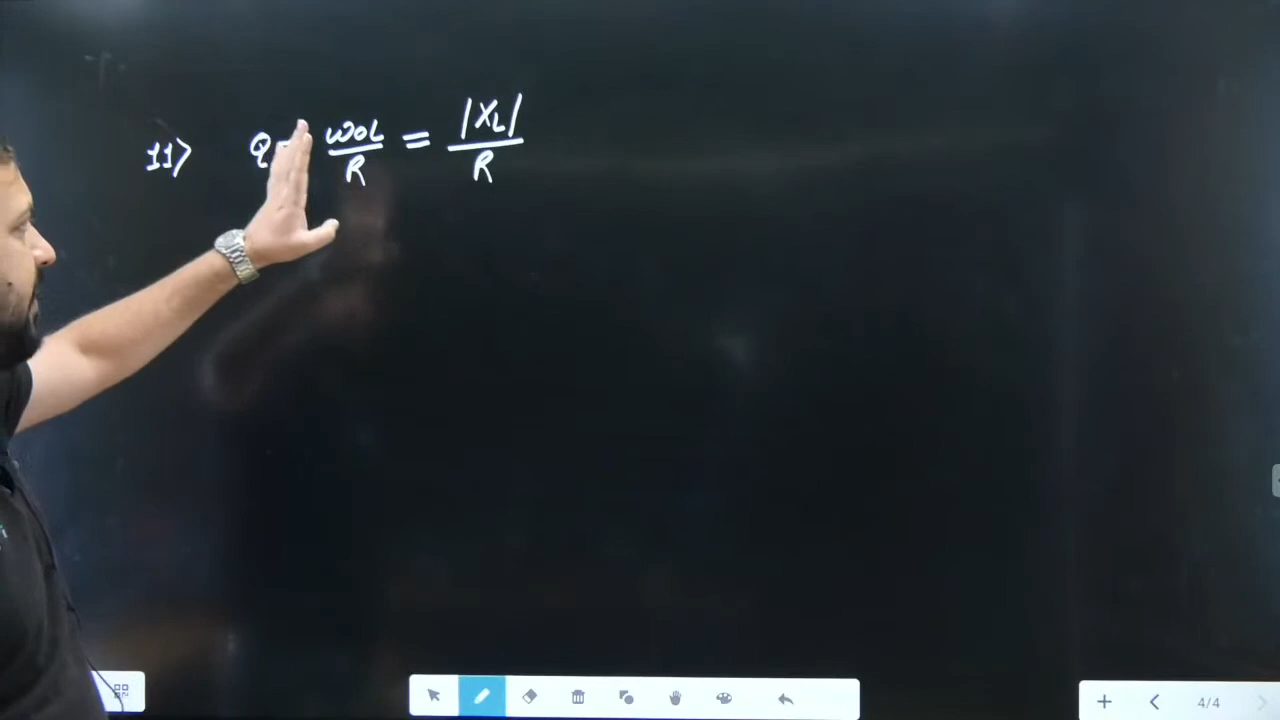 11> Q = ω₀L/R = |X_L|/R
4/4